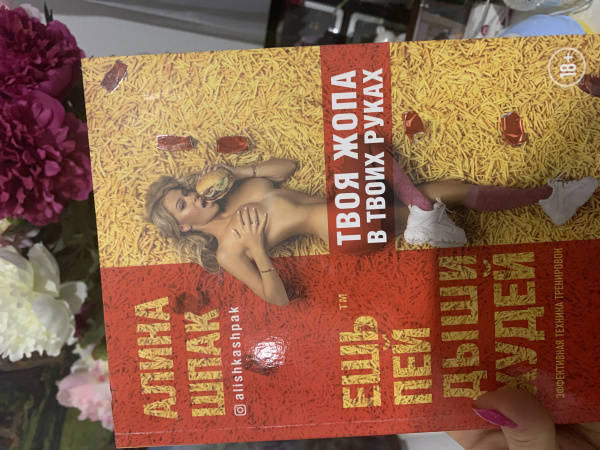 18+
ТВОЯ ЖОПА
В ТВОИХ РУКАХ
АЛИНА
ШПАК
@alishkashpak
ЕШЬ™
ПЕЙ
ДЫШИ
ХУДЕЙ
ЭФФЕКТИВНАЯ ТЕХНИКА ТРЕНИРОВОК